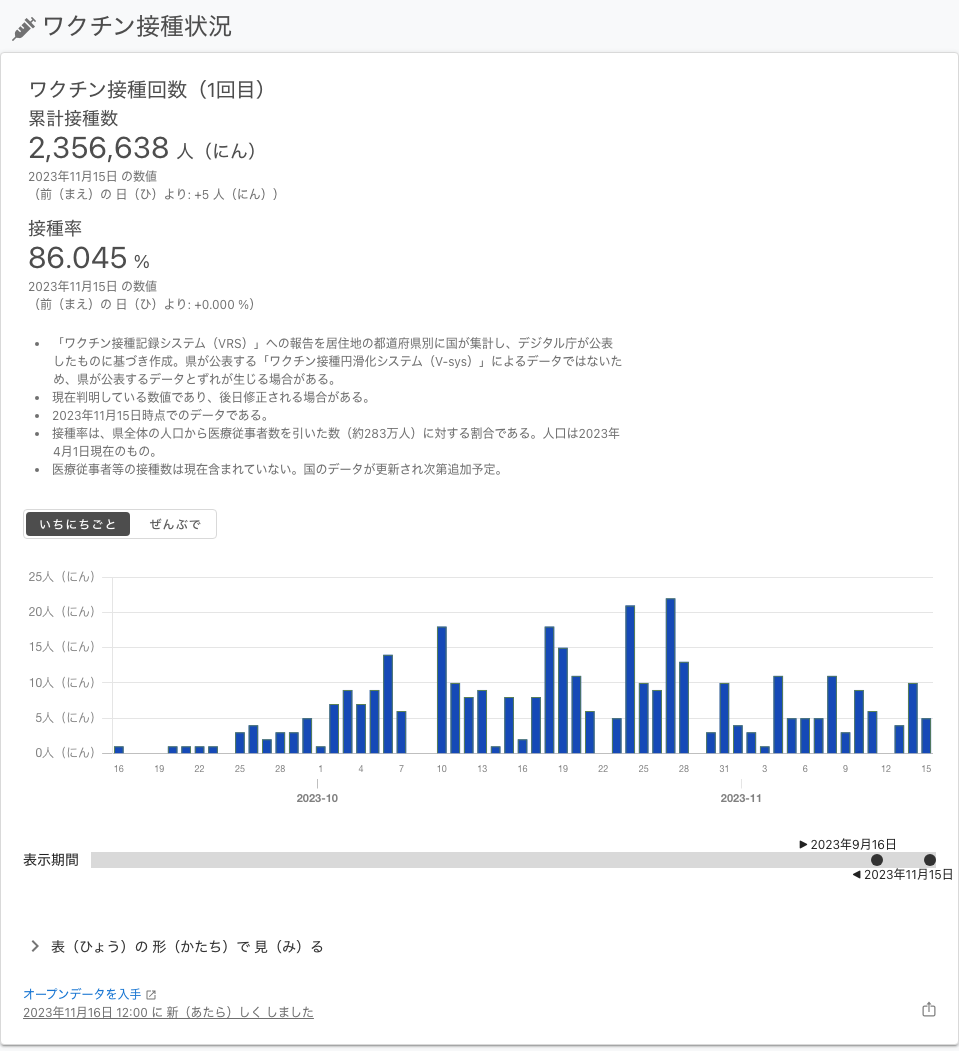 ワクチン接種状況
ワクチン接種回数（1回目）
累計接種数
2,356,638 人（にん）
2023年11月15日 の数値
（前（まえ）の 日（ひ）より: +5 人（にん））
接種率
86.045 %
2023年11月15日 の数値
（前（まえ）の 日（ひ）より: +0.000 %）
• 「ワクチン接種記録システム（VRS）」への報告を居住地の都道府県別に国が集計し、デジタル庁が公表
したものに基づき作成。県が公表する「ワクチン接種円滑化システム（V-sys）」によるデータではないた
め、県が公表するデータとずれが生じる場合がある。
• 現在判明している数値であり、後日修正される場合がある。
• 2023年11月15日時点でのデータである。
• 接種率は、県全体の人口から医療従事者数を引いた数（約283万人）に対する割合である。人口は2023年
4月1日現在のもの。
• 医療従事者等の接種数は現在含まれていない。国のデータが更新され次第追加予定。
いちにちごと ぜんぶで
25人（にん）
20人（にん）
15人（にん）
10人（にん）
5人（にん）
0人（にん）
16 19 22 25 28 1 4 7 10 13 16 19 22 25 28 31 3 6 9 12 15
2023-10 2023-11
▶ 2023年9月16日
表示期間
◀ 2023年11月15日
表（ひょう）の 形（かたち）で 見（み）る
オープンデータを入手
2023年11月16日 12:00 に 新（あたら）しく しました